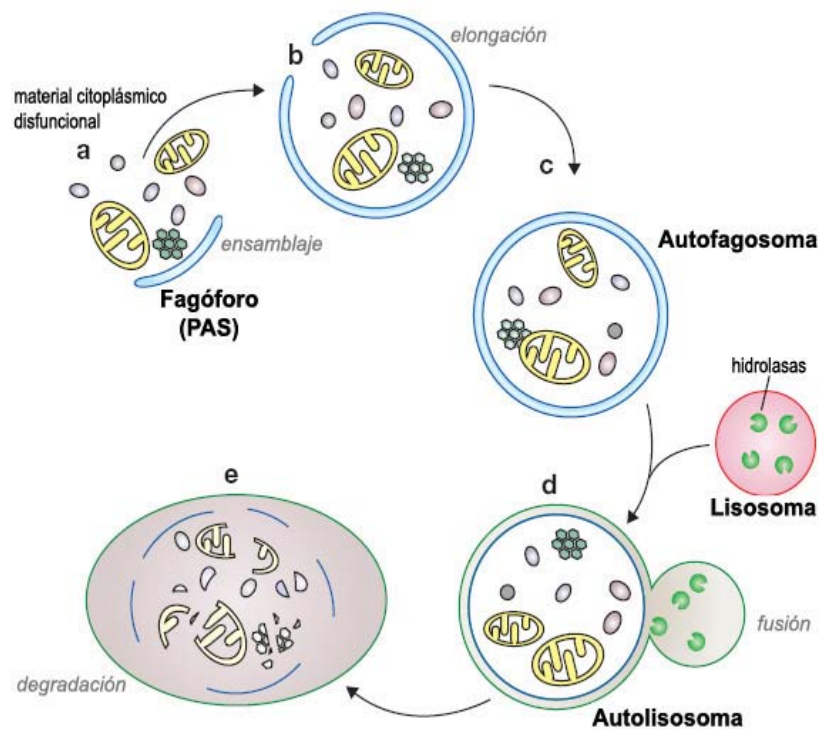 material citoplásmico
disfuncional
a
ensamblaje
Fagóforo
(PAS)
b
elongación
c
Autofagosoma
hidrolasas
Lisosoma
d
fusión
Autolisosoma
e
degradación